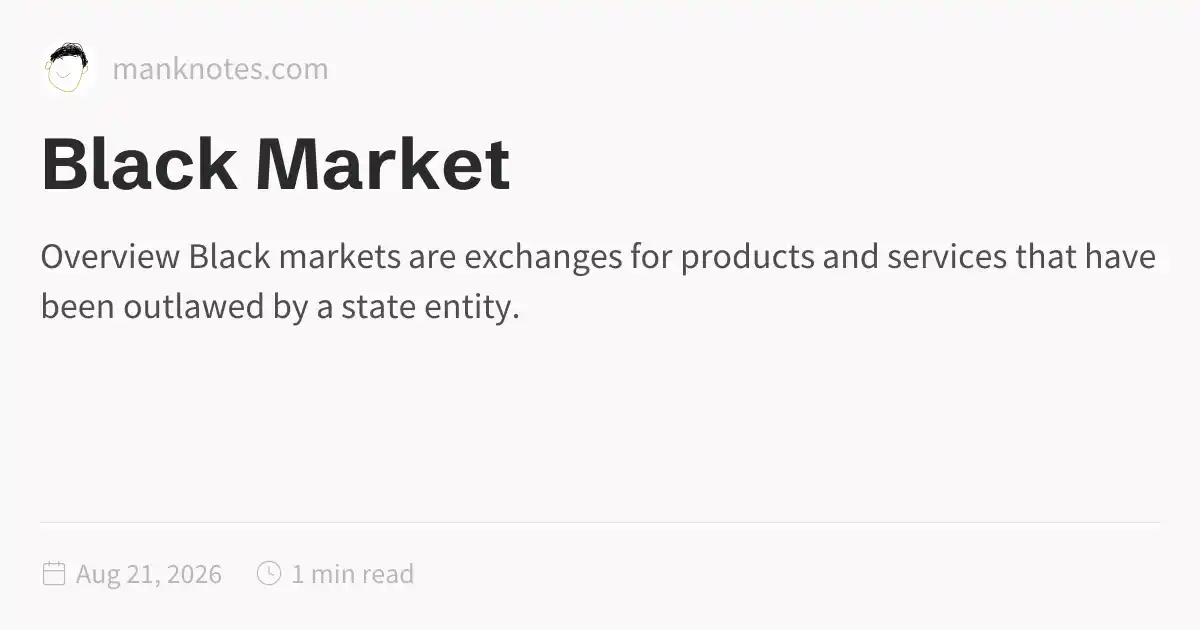 manknotes.com
Black Market
Overview Black markets are exchanges for products and services that have
been outlawed by a state entity.
Aug 21, 2026 1 min read